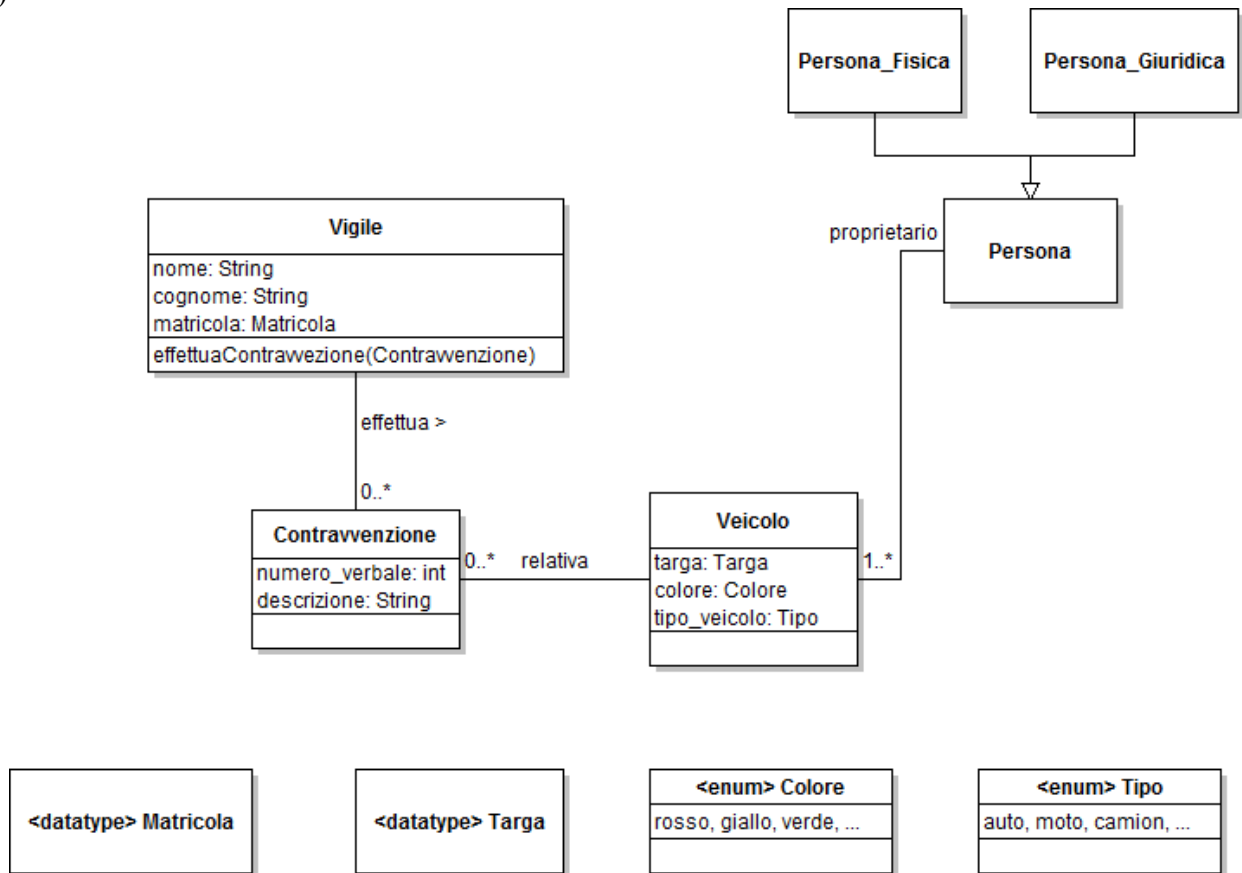 )
Persona_Fisica
Persona_Giuridica
Vigile
nome: String
cognome: String
matricola: Matricola
effettuaContravvezione(Contravvenzione)
proprietario
Persona
effettua >
0..*
Contravvenzione
numero_verbale: int
descrizione: String
0..* relativa
Veicolo
targa: Targa
colore: Colore
tipo_veicolo: Tipo
1..*
<datatype> Matricola
<datatype> Targa
<enum> Colore
rosso, giallo, verde, ...
<enum> Tipo
auto, moto, camion, ...